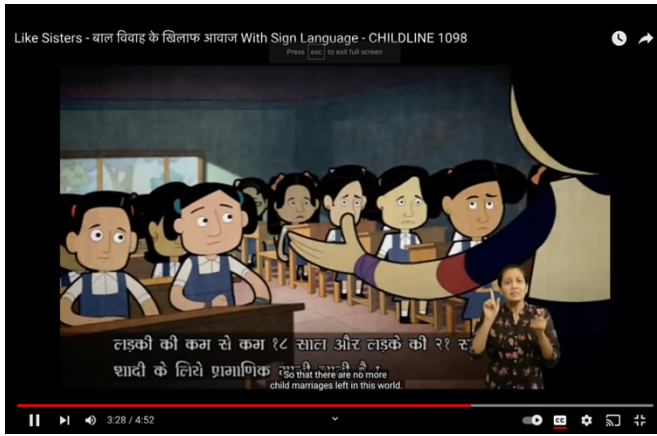 Like Sisters - बाल विवाह के खिलाफ आवाज With Sign Language - CHILDLINE 1098
Press esc to exit full screen
लड़की की कम से कम १८ साल और लड़के की २१
शादी के लिये प्रामाणिक
So that there are no more
child marriages left in this world.
3:28 / 4:52
CC